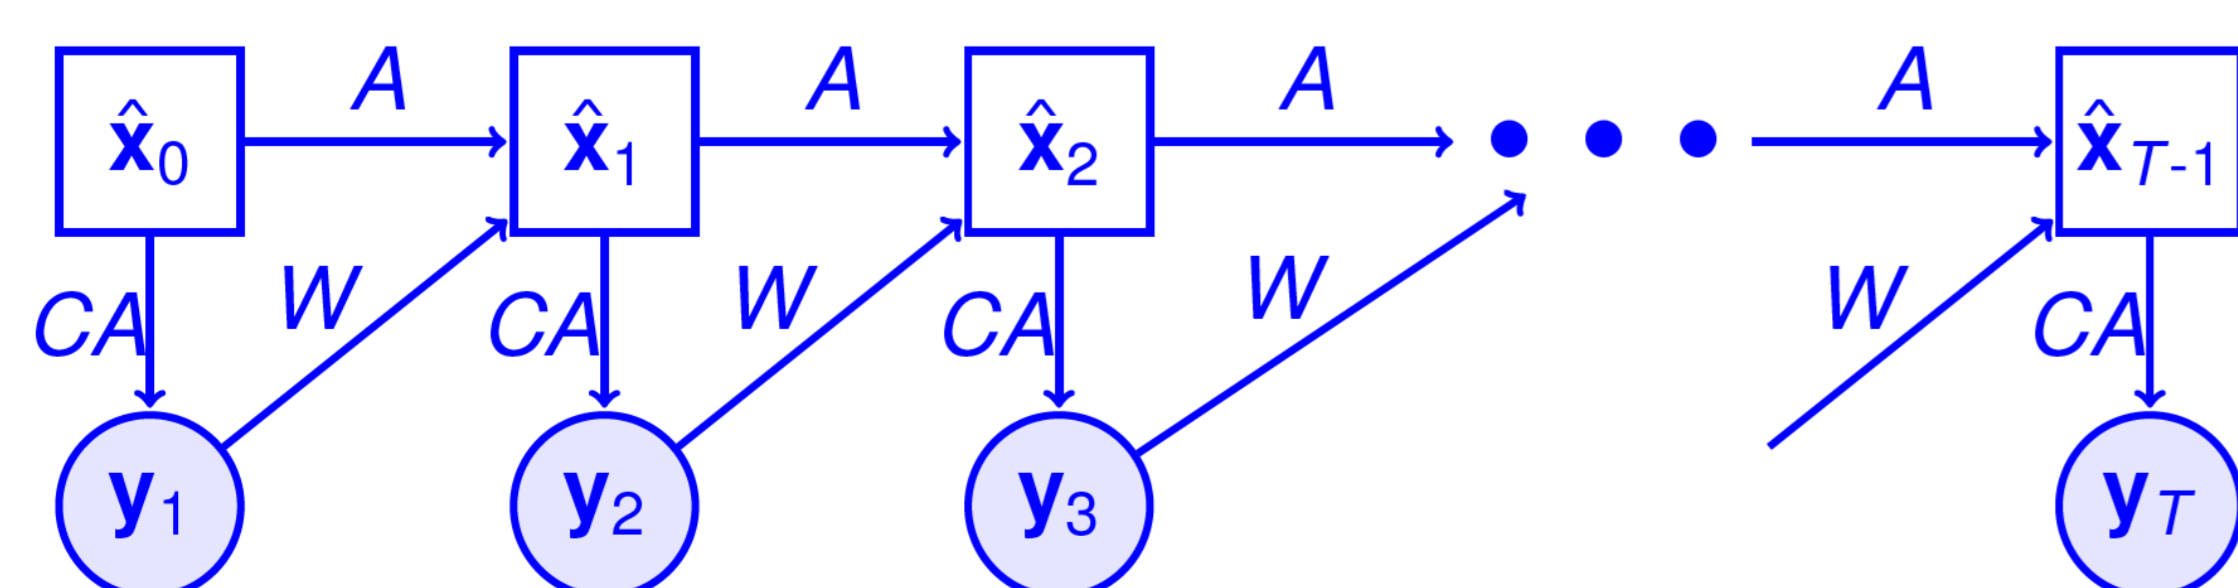 A A A A
x̂0 x̂1 x̂2 x̂T-1
CA W CA W CA W W CA
y1 y2 y3 yT